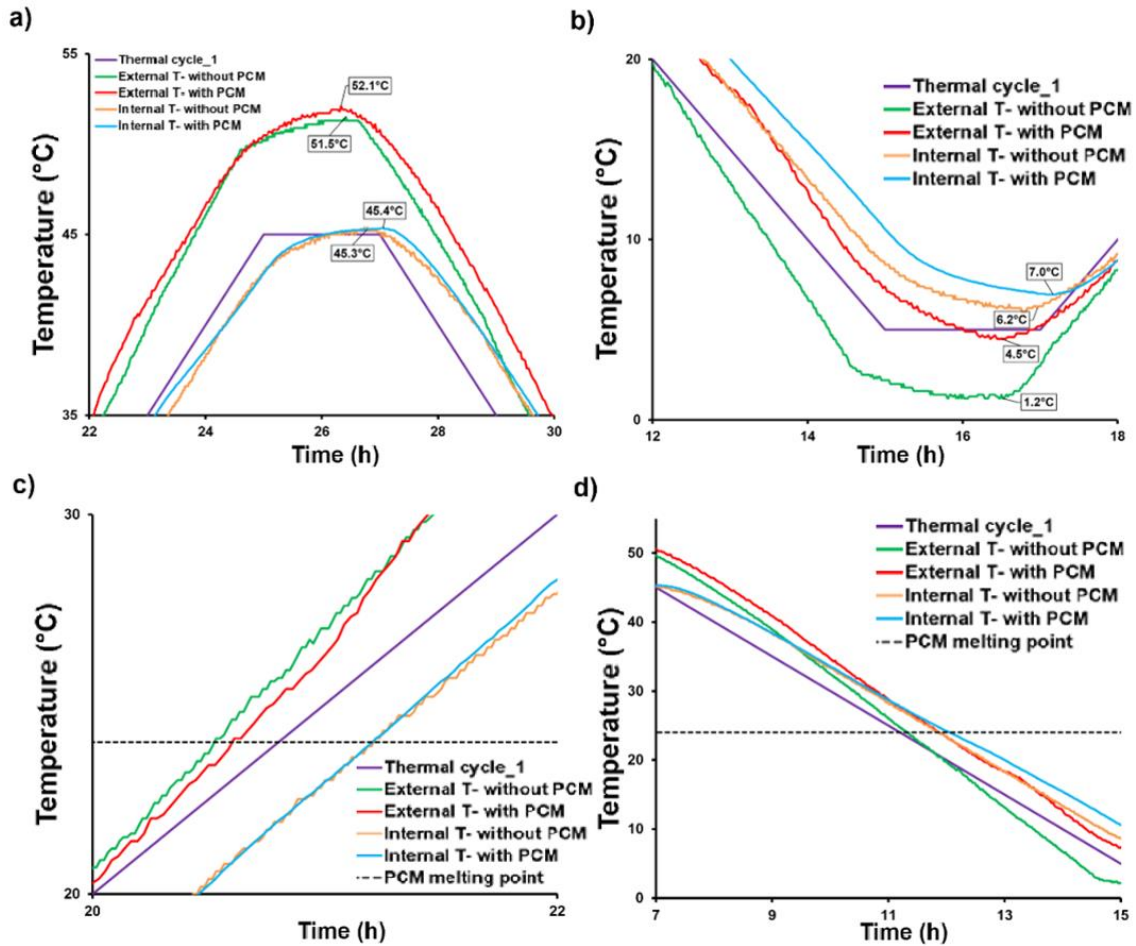 a)
55
Thermal cycle_1
External T- without PCM
External T- with PCM
Internal T- without PCM
Internal T- with PCM
52.1°C
51.5°C
45.4°C
45.3°C
45
35
22 24 26 28 30
Temperature (°C)
Time (h)
b)
20
Thermal cycle_1
External T- without PCM
External T- with PCM
Internal T- without PCM
Internal T- with PCM
10
7.0°C
6.2°C
4.5°C
1.2°C
0
12 14 16 18
Temperature (°C)
Time (h)
c)
30
Thermal cycle_1
External T- without PCM
External T- with PCM
Internal T- without PCM
Internal T- with PCM
PCM melting point
20
20 22
Temperature (°C)
Time (h)
d)
Thermal cycle_1
External T- without PCM
External T- with PCM
Internal T- without PCM
Internal T- with PCM
PCM melting point
50
40
30
20
10
0
7 9 11 13 15
Temperature (°C)
Time (h)